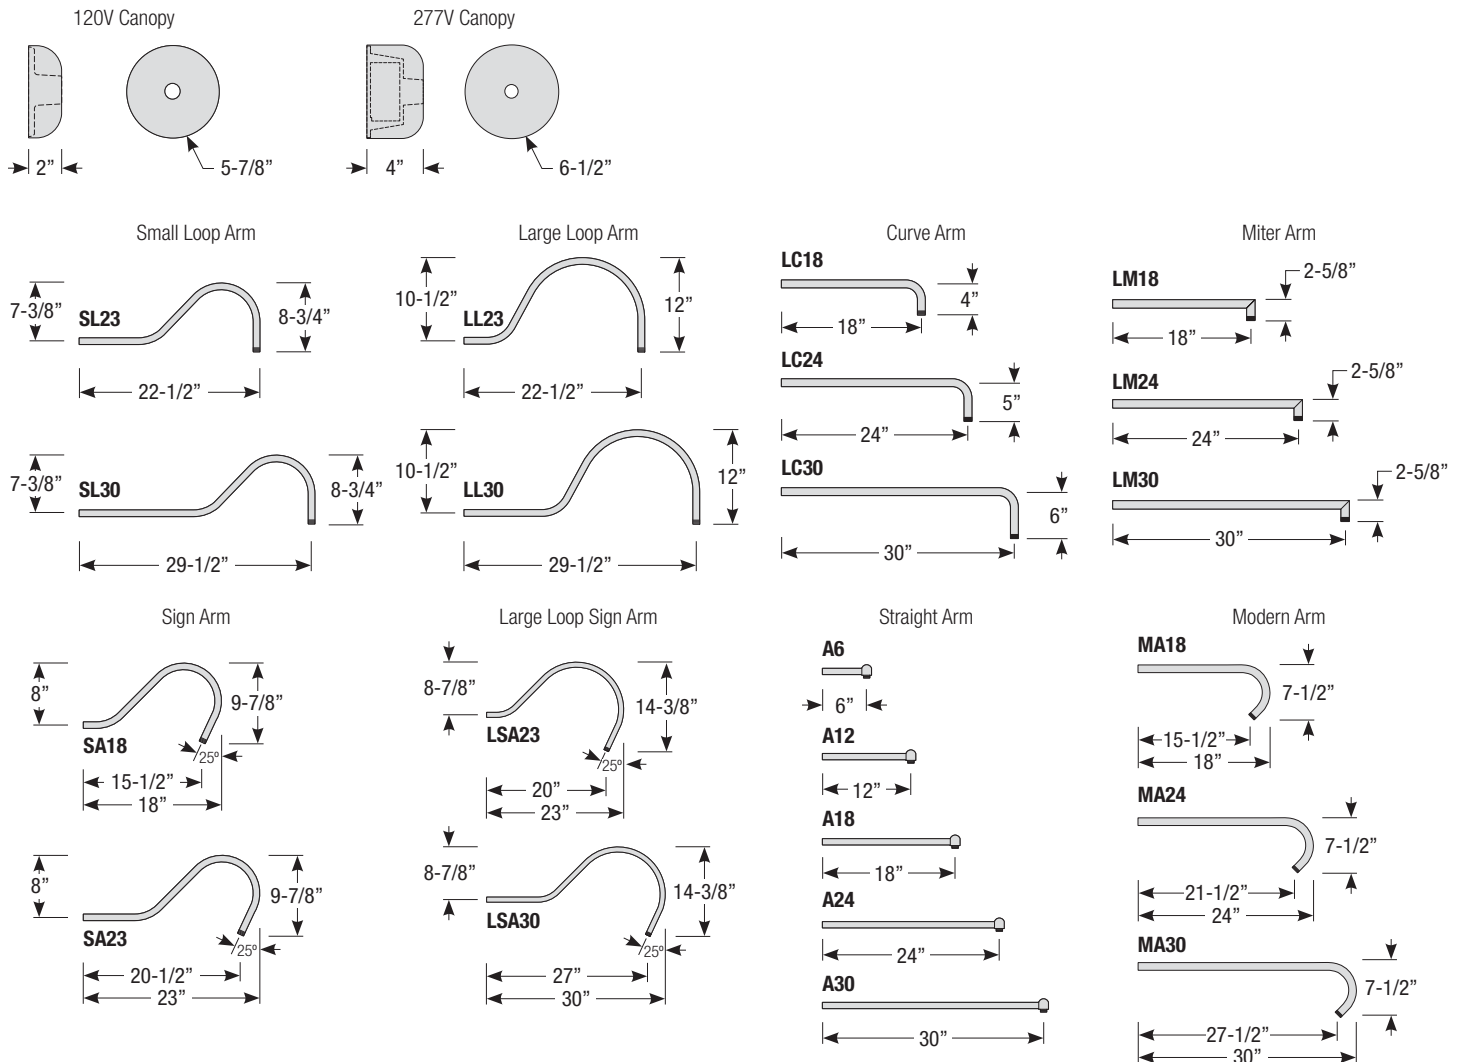 120V Canopy
277V Canopy
2”
5-7/8”
4”
6-1/2”
Small Loop Arm
7-3/8”
SL23
8-3/4”
22-1/2”
7-3/8”
SL30
8-3/4”
29-1/2”
Large Loop Arm
10-1/2”
LL23
12”
22-1/2”
10-1/2”
LL30
12”
29-1/2”
Curve Arm
LC18
4”
18”
LC24
5”
24”
LC30
6”
30”
Miter Arm
LM18
2-5/8”
18”
LM24
2-5/8”
24”
LM30
2-5/8”
30”
Sign Arm
8”
SA18
9-7/8”
25º
15-1/2”
18”
8”
SA23
9-7/8”
25º
20-1/2”
23”
Large Loop Sign Arm
8-7/8”
LSA23
14-3/8”
25º
20”
23”
8-7/8”
LSA30
14-3/8”
25º
27”
30”
Straight Arm
A6
6”
A12
12”
A18
18”
A24
24”
A30
30”
Modern Arm
MA18
7-1/2”
15-1/2”
18”
MA24
7-1/2”
21-1/2”
24”
MA30
7-1/2”
27-1/2”
30”